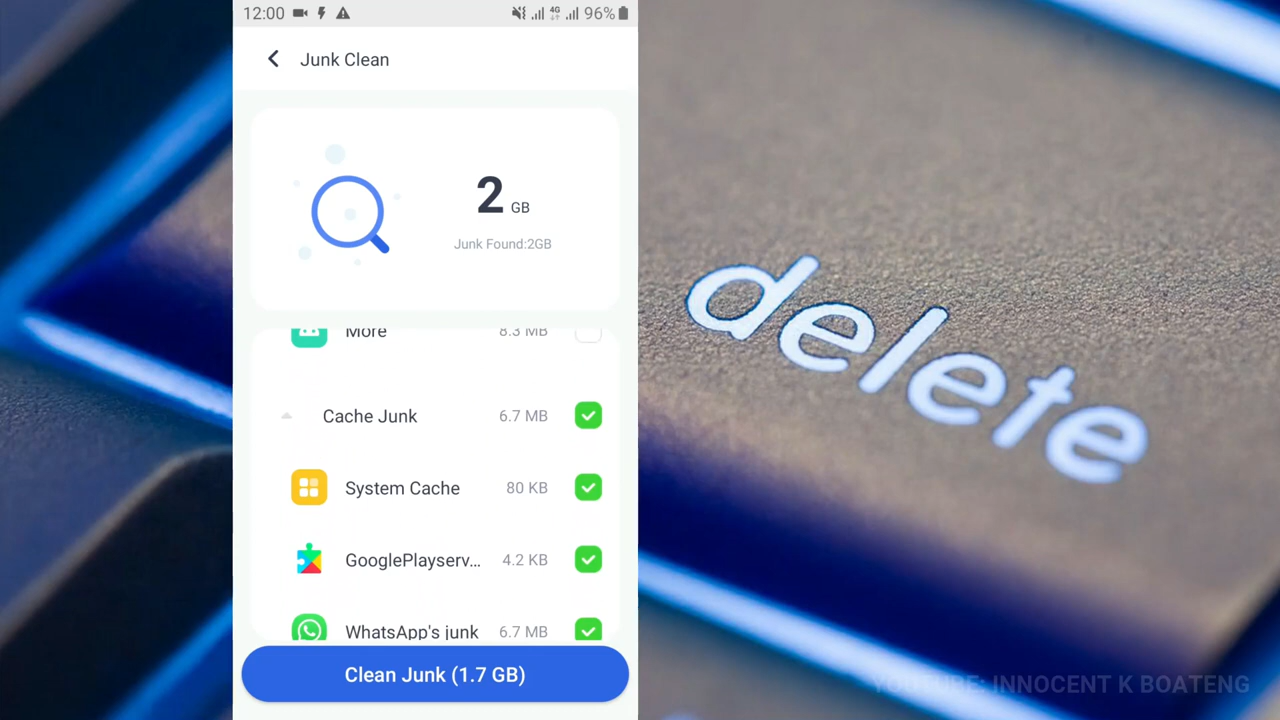 12:00 4G 96%
Junk Clean
2 GB
Junk Found:2GB
More 8.3 MB
Cache Junk 6.7 MB
System Cache 80 KB
GooglePlayserv... 4.2 KB
WhatsApp's junk 6.7 MB
Clean Junk (1.7 GB)
delete
YOUTUBE: INNOCENT K BOATENG